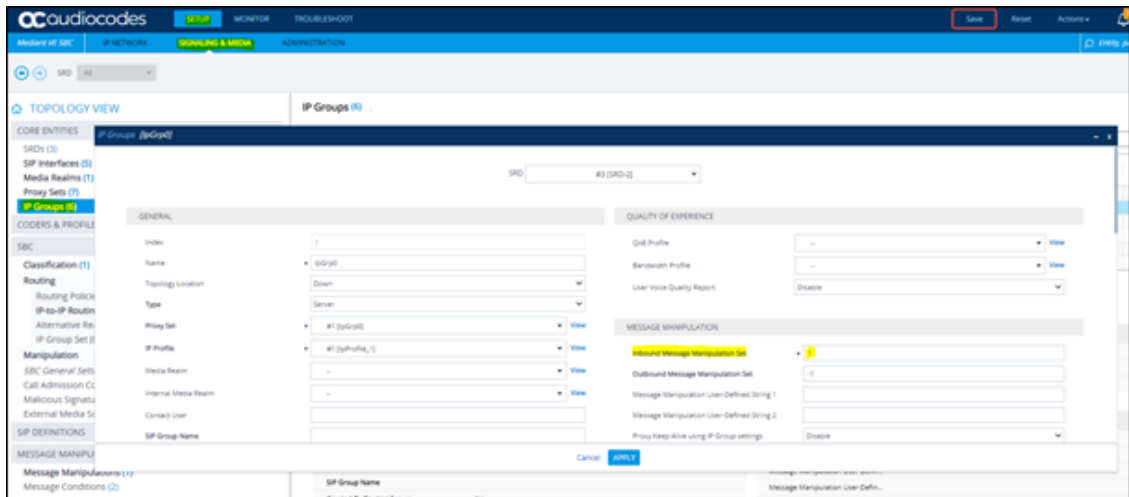 audiocodes
SETUP MONITOR TROUBLESHOOT Save Reset Actions
Mediant VE SBC IP NETWORK SIGNALING & MEDIA ADMINISTRATION Entity, p
SRD All
TOPOLOGY VIEW
CORE ENTITIES
SRDs (3)
SIP Interfaces (5)
Media Realms (1)
Proxy Sets (7)
IP Groups (6)
CODERS & PROFILE
SBC
Classification (1)
Routing
Routing Policie
IP-to-IP Routin
Alternative Rea
IP Group Set (
Manipulation
SBC General Setti
Call Admission Co
Malicious Signatu
External Media So
SIP DEFINITIONS
MESSAGE MANIPU
Message Manipulations (1)
Message Conditions (2)
IP Groups (6)
IP Groups [IpGrp0]
SRD #3 [SRD-2]
GENERAL
Index 1
Name IpGrp0
Topology Location Down
Type Server
Proxy Set #1 [IpGrp0] View
IP Profile #1 [IpProfile_1] View
Media Realm -- View
Internal Media Realm -- View
Contact User
SIP Group Name
QUALITY OF EXPERIENCE
QoE Profile -- View
Bandwidth Profile -- View
User Voice Quality Report Disable
MESSAGE MANIPULATION
Inbound Message Manipulation Set
Outbound Message Manipulation Set -1
Message Manipulation User-Defined String 1
Message Manipulation User-Defined String 2
Proxy Keep-Alive using IP Group settings Disable
Cancel APPLY
SIP Group Name
Message Manipulation User-Defin...